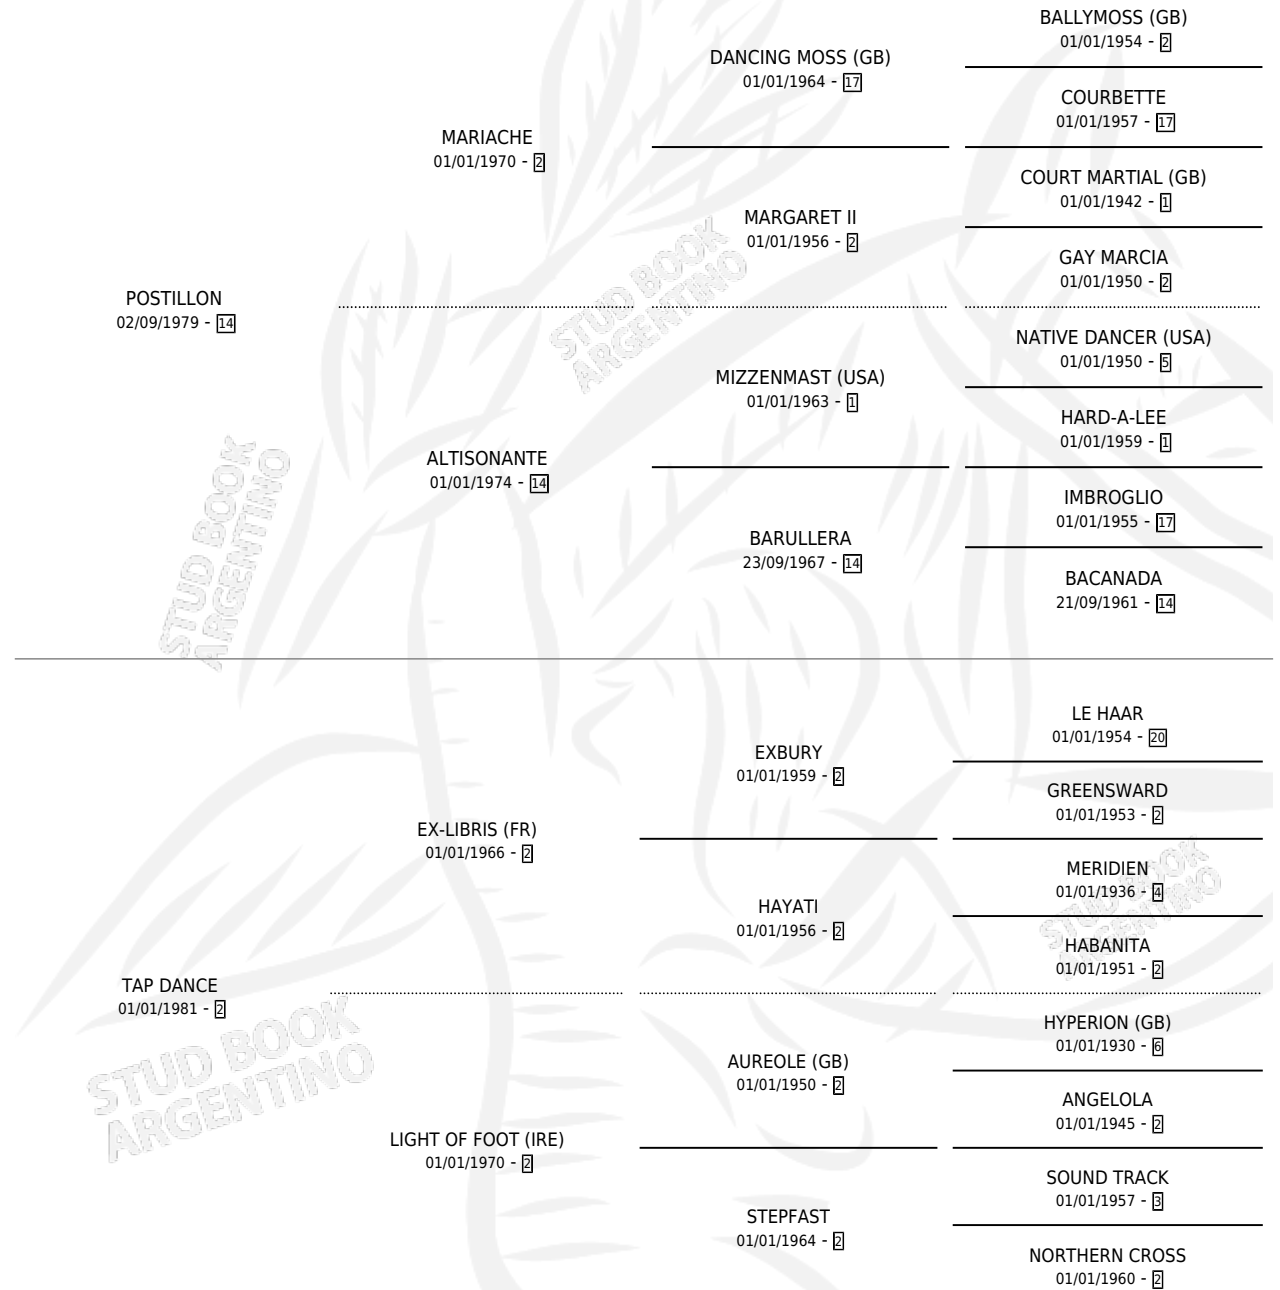 BALLYMOSS (GB)
01/01/1954 - 2
DANCING MOSS (GB)
01/01/1964 - 17
COURBETTE
01/01/1957 - 17
MARIACHE
01/01/1970 - 2
COURT MARTIAL (GB)
01/01/1942 - 1
MARGARET II
01/01/1956 - 2
GAY MARCIA
01/01/1950 - 2
POSTILLON
02/09/1979 - 14
STUD BOOK
ARGENTINO
NATIVE DANCER (USA)
01/01/1950 - 5
MIZZENMAST (USA)
01/01/1963 - 1
HARD-A-LEE
01/01/1959 - 1
ALTISONANTE
01/01/1974 - 14
IMBROGLIO
01/01/1955 - 17
BARULLERA
23/09/1967 - 14
BACANADA
21/09/1961 - 14
STUD BOOK
ARGENTINO
LE HAAR
01/01/1954 - 20
EXBURY
01/01/1959 - 2
GREENSWARD
01/01/1953 - 2
EX-LIBRIS (FR)
01/01/1966 - 2
MERIDIEN
01/01/1936 - 4
HAYATI
01/01/1956 - 2
STUD BOOK
ARGENTINO
HABANITA
01/01/1951 - 2
TAP DANCE
01/01/1981 - 2
STUD BOOK
ARGENTINO
HYPERION (GB)
01/01/1930 - 6
AUREOLE (GB)
01/01/1950 - 2
ANGELOLA
01/01/1945 - 2
LIGHT OF FOOT (IRE)
01/01/1970 - 2
SOUND TRACK
01/01/1957 - 3
STEPFAST
01/01/1964 - 2
NORTHERN CROSS
01/01/1960 - 2